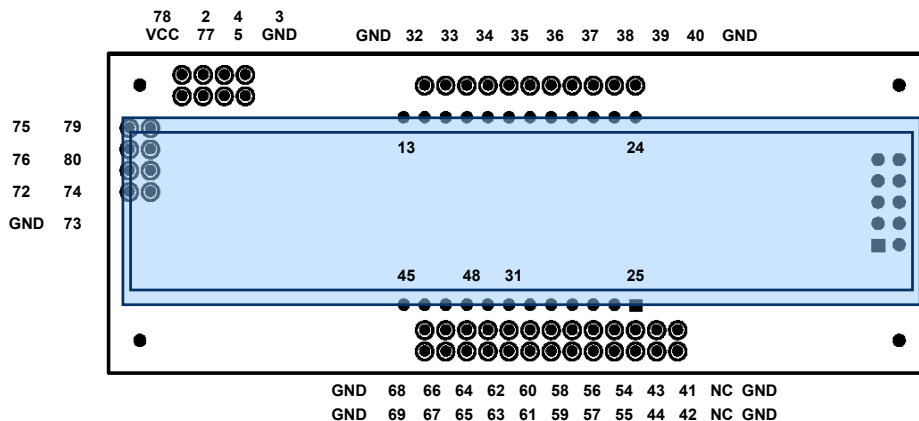 78 2 4 3
VCC 77 5 GND
GND 32 33 34 35 36 37 38 39 40 GND
75 79
13 24
76 80
72 74
GND 73
45 48 31 25
GND 68 66 64 62 60 58 56 54 43 41 NC GND
GND 69 67 65 63 61 59 57 55 44 42 NC GND